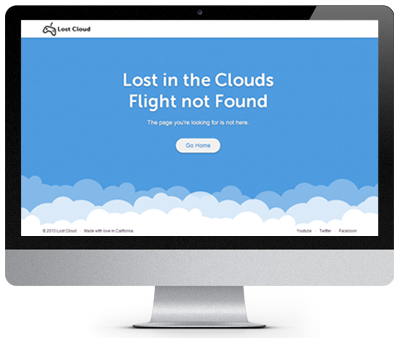 Lost Cloud
Lost in the Clouds
Flight not Found
The page you're looking for is not here.
Go Home
© 2013 Lost Cloud · Made with love in California. Youtube · Twitter · Facebook